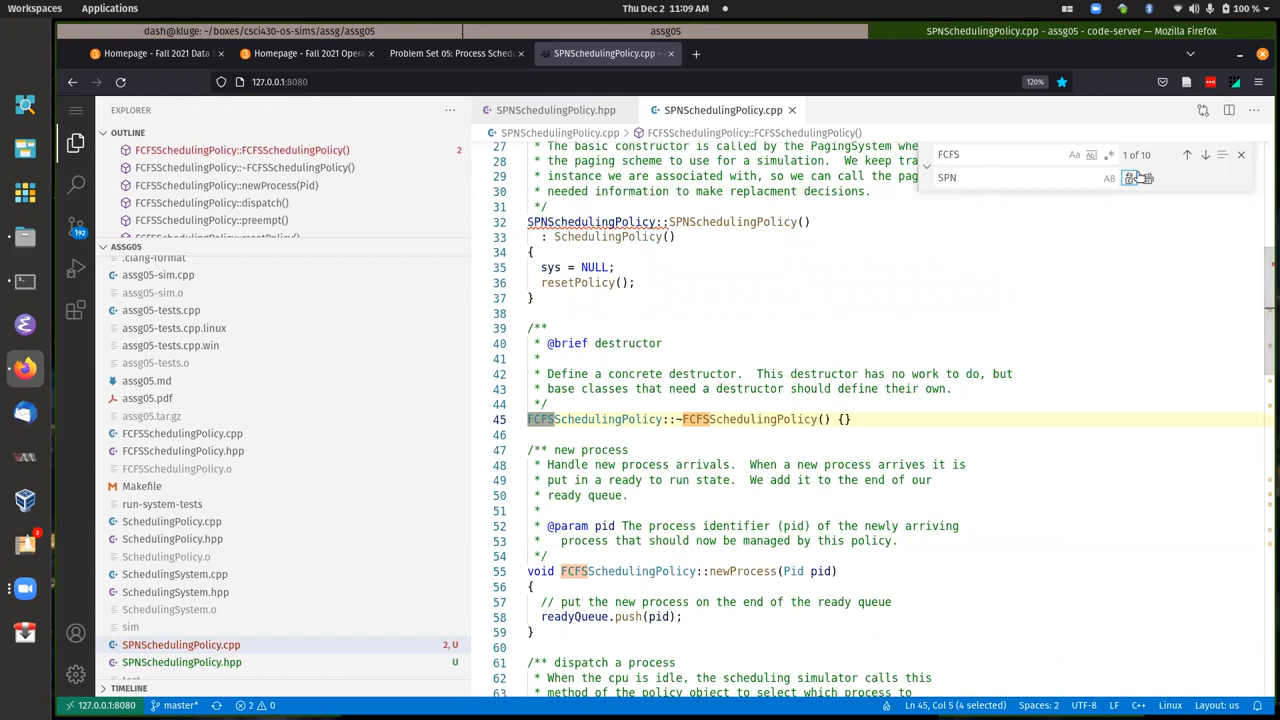 Workspaces Applications Thu Dec 2 11:09 AM 100 %
dash@kluge: ~/boxes/csci430-os-sims/assg/assg05 assg05 SPNSchedulingPolicy.cpp - assg05 - code-server — Mozilla Firefox
Homepage - Fall 2021 Data S Homepage - Fall 2021 Opera Problem Set 05: Process Sched SPNSchedulingPolicy.cpp - a
127.0.0.1:8080 120%
EXPLORER
SPNSchedulingPolicy.hpp SPNSchedulingPolicy.cpp
OUTLINE
SPNSchedulingPolicy.cpp > FCFSSchedulingPolicy::FCFSSchedulingPolicy()
FCFSSchedulingPolicy::FCFSSchedulingPolicy() 2
FCFSSchedulingPolicy::~FCFSSchedulingPolicy()
FCFSSchedulingPolicy::newProcess(Pid)
FCFSSchedulingPolicy::dispatch()
FCFSSchedulingPolicy::preempt()
FCFSSchedulingPolicy::resetPolicy()
192
ASSG05
.clang-format
assg05-sim.cpp
assg05-sim.o
assg05-tests.cpp
assg05-tests.cpp.linux
assg05-tests.cpp.win
assg05-tests.o
assg05.md
assg05.pdf
assg05.tar.gz
FCFSSchedulingPolicy.cpp
FCFSSchedulingPolicy.hpp
FCFSSchedulingPolicy.o
Makefile
run-system-tests
SchedulingPolicy.cpp
SchedulingPolicy.hpp
SchedulingPolicy.o
SchedulingSystem.cpp
SchedulingSystem.hpp
SchedulingSystem.o
sim
SPNSchedulingPolicy.cpp 2, U
SPNSchedulingPolicy.hpp U
TIMELINE
FCFS Aa ab .* 1 of 10
SPN AB
27 * The basic constructor is called by the PagingSystem whe
28 * the paging scheme to use for a simulation. We keep tra
29 * instance we are associated with, so we can call the pag
30 * needed information to make replacment decisions.
31 */
32 SPNSchedulingPolicy::SPNSchedulingPolicy()
33 : SchedulingPolicy()
34 {
35 sys = NULL;
36 resetPolicy();
37 }
38
39 /**
40 * @brief destructor
41 *
42 * Define a concrete destructor. This destructor has no work to do, but
43 * base classes that need a destructor should define their own.
44 */
45 FCFSSchedulingPolicy::~FCFSSchedulingPolicy() {}
46
47 /** new process
48 * Handle new process arrivals. When a new process arrives it is
49 * put in a ready to run state. We add it to the end of our
50 * ready queue.
51 *
52 * @param pid The process identifier (pid) of the newly arriving
53 * process that should now be managed by this policy.
54 */
55 void FCFSSchedulingPolicy::newProcess(Pid pid)
56 {
57 // put the new process on the end of the ready queue
58 readyQueue.push(pid);
59 }
60
61 /** dispatch a process
62 * When the cpu is idle, the scheduling simulator calls this
63 * method of the policy object to select which process to
127.0.0.1:8080 master* 2 0 Ln 45, Col 5 (4 selected) Spaces: 2 UTF-8 LF C++ Linux Layout: us